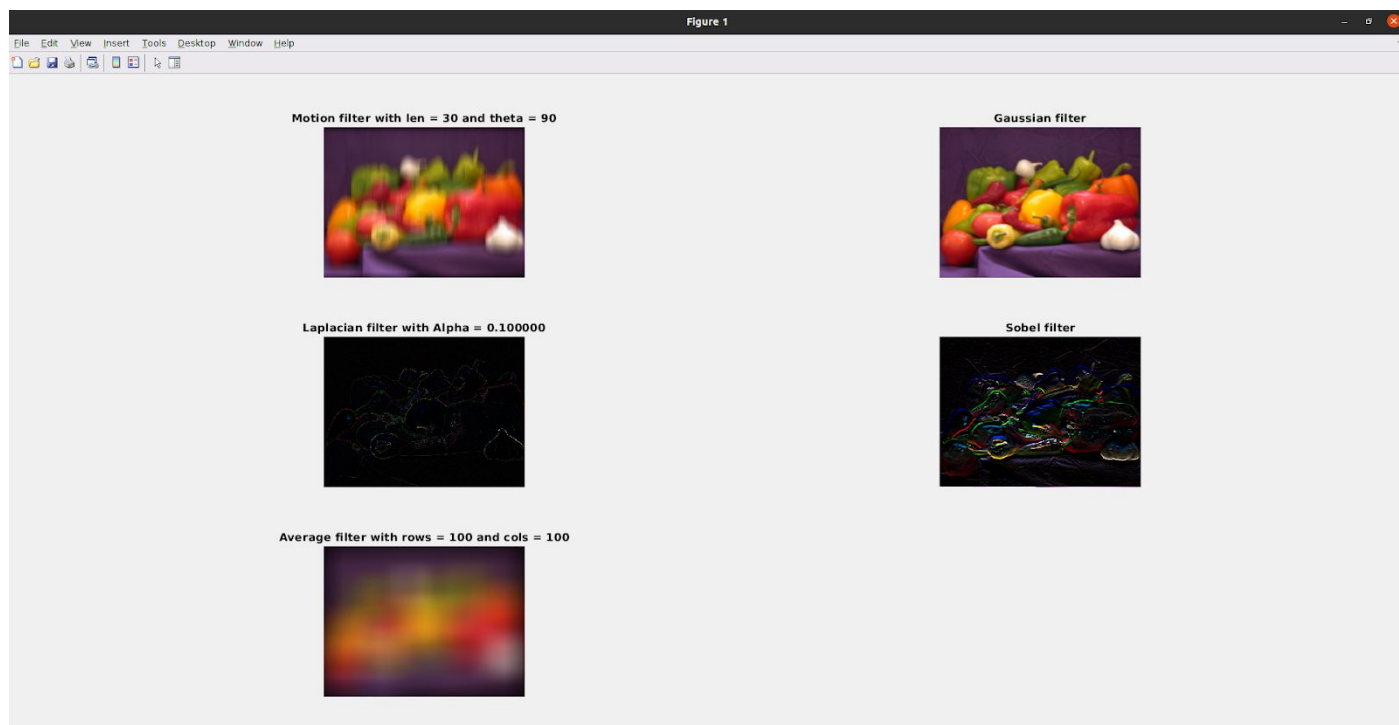 Figure 1
File Edit View Insert Tools Desktop Window Help
Motion filter with len = 30 and theta = 90
Gaussian filter
Laplacian filter with Alpha = 0.100000
Sobel filter
Average filter with rows = 100 and cols = 100